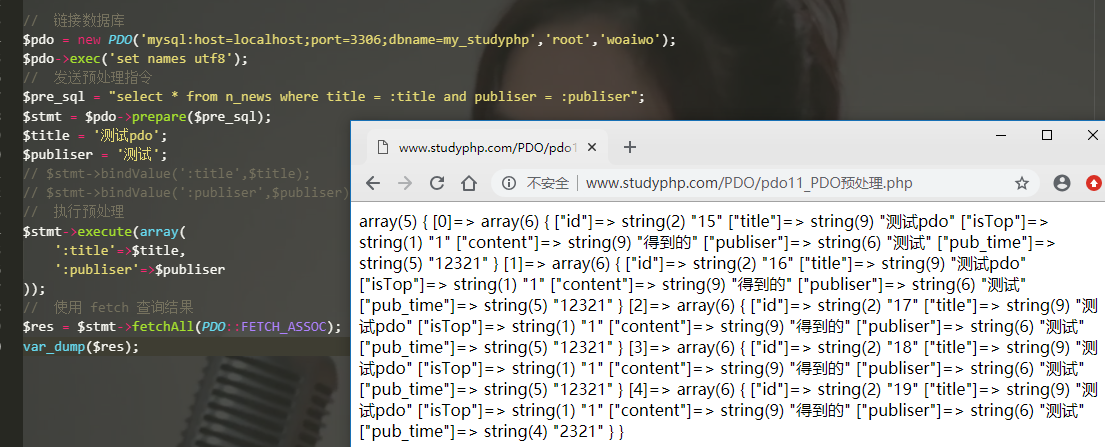 //  链接数据库
$pdo = new PDO('mysql:host=localhost;port=3306;dbname=my_studyphp','root','woaiwo');
$pdo->exec('set names utf8');
//  发送预处理指令
$pre_sql = "select * from n_news where title = :title and publiser = :publiser";
$stmt = $pdo->prepare($pre_sql);
$title = '测试pdo';
$publiser = '测试';
// $stmt->bindValue(':title',$title);
// $stmt->bindValue(':publiser',$publiser)
//  执行预处理
$stmt->execute(array(
    ':title'=>$title,
    ':publiser'=>$publiser
));
//  使用 fetch 查询结果
$res = $stmt->fetchAll(PDO::FETCH_ASSOC);
var_dump($res);
www.studyphp.com/PDO/pdo1
不安全 | www.studyphp.com/PDO/pdo11_PDO预处理.php
array(5) { [0]=> array(6) { ["id"]=> string(2) "15" ["title"]=> string(9) "测试pdo" ["isTop"]=>
string(1) "1" ["content"]=> string(9) "得到的" ["publiser"]=> string(6) "测试" ["pub_time"]=>
string(5) "12321" } [1]=> array(6) { ["id"]=> string(2) "16" ["title"]=> string(9) "测试pdo"
["isTop"]=> string(1) "1" ["content"]=> string(9) "得到的" ["publiser"]=> string(6) "测试"
["pub_time"]=> string(5) "12321" } [2]=> array(6) { ["id"]=> string(2) "17" ["title"]=> string(9) "测
试pdo" ["isTop"]=> string(1) "1" ["content"]=> string(9) "得到的" ["publiser"]=> string(6) "测试"
["pub_time"]=> string(5) "12321" } [3]=> array(6) { ["id"]=> string(2) "18" ["title"]=> string(9) "测
试pdo" ["isTop"]=> string(1) "1" ["content"]=> string(9) "得到的" ["publiser"]=> string(6) "测试"
["pub_time"]=> string(5) "12321" } [4]=> array(6) { ["id"]=> string(2) "19" ["title"]=> string(9) "测
试pdo" ["isTop"]=> string(1) "1" ["content"]=> string(9) "得到的" ["publiser"]=> string(6) "测试"
["pub_time"]=> string(4) "2321" } }